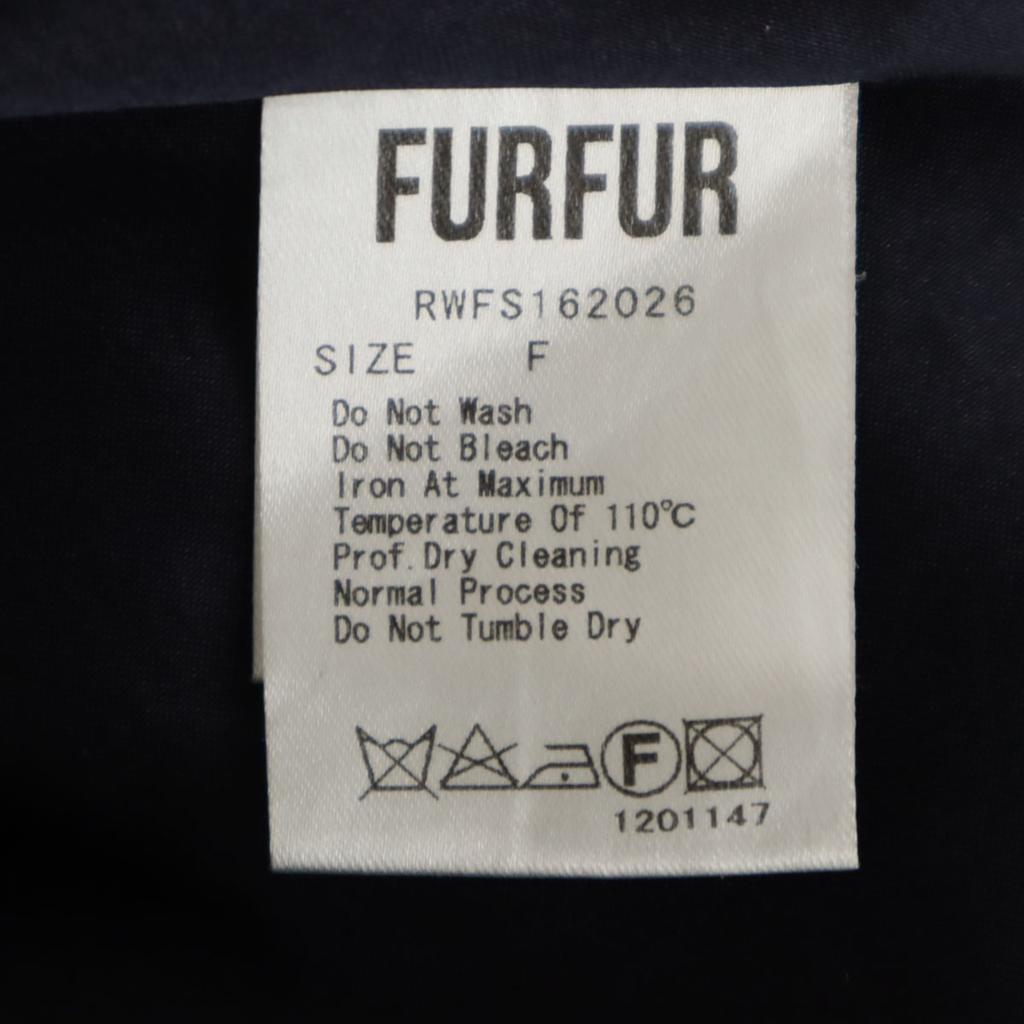 FURFUR
RWFS162026
SIZE F
Do Not Wash
Do Not Bleach
Iron At Maximum
Temperature Of 110℃
Prof.Dry Cleaning
Normal Process
Do Not Tumble Dry
F
1201147